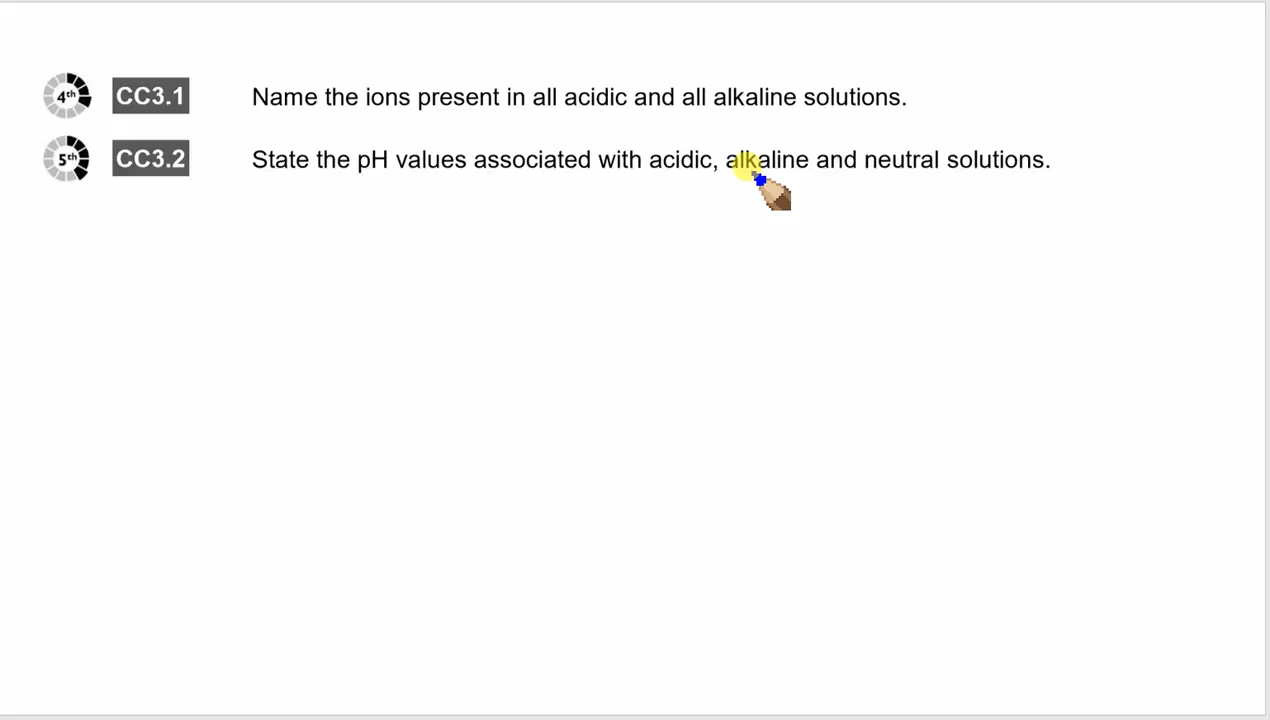 4th CC3.1 Name the ions present in all acidic and all alkaline solutions.
5th CC3.2 State the pH values associated with acidic, alkaline and neutral solutions.